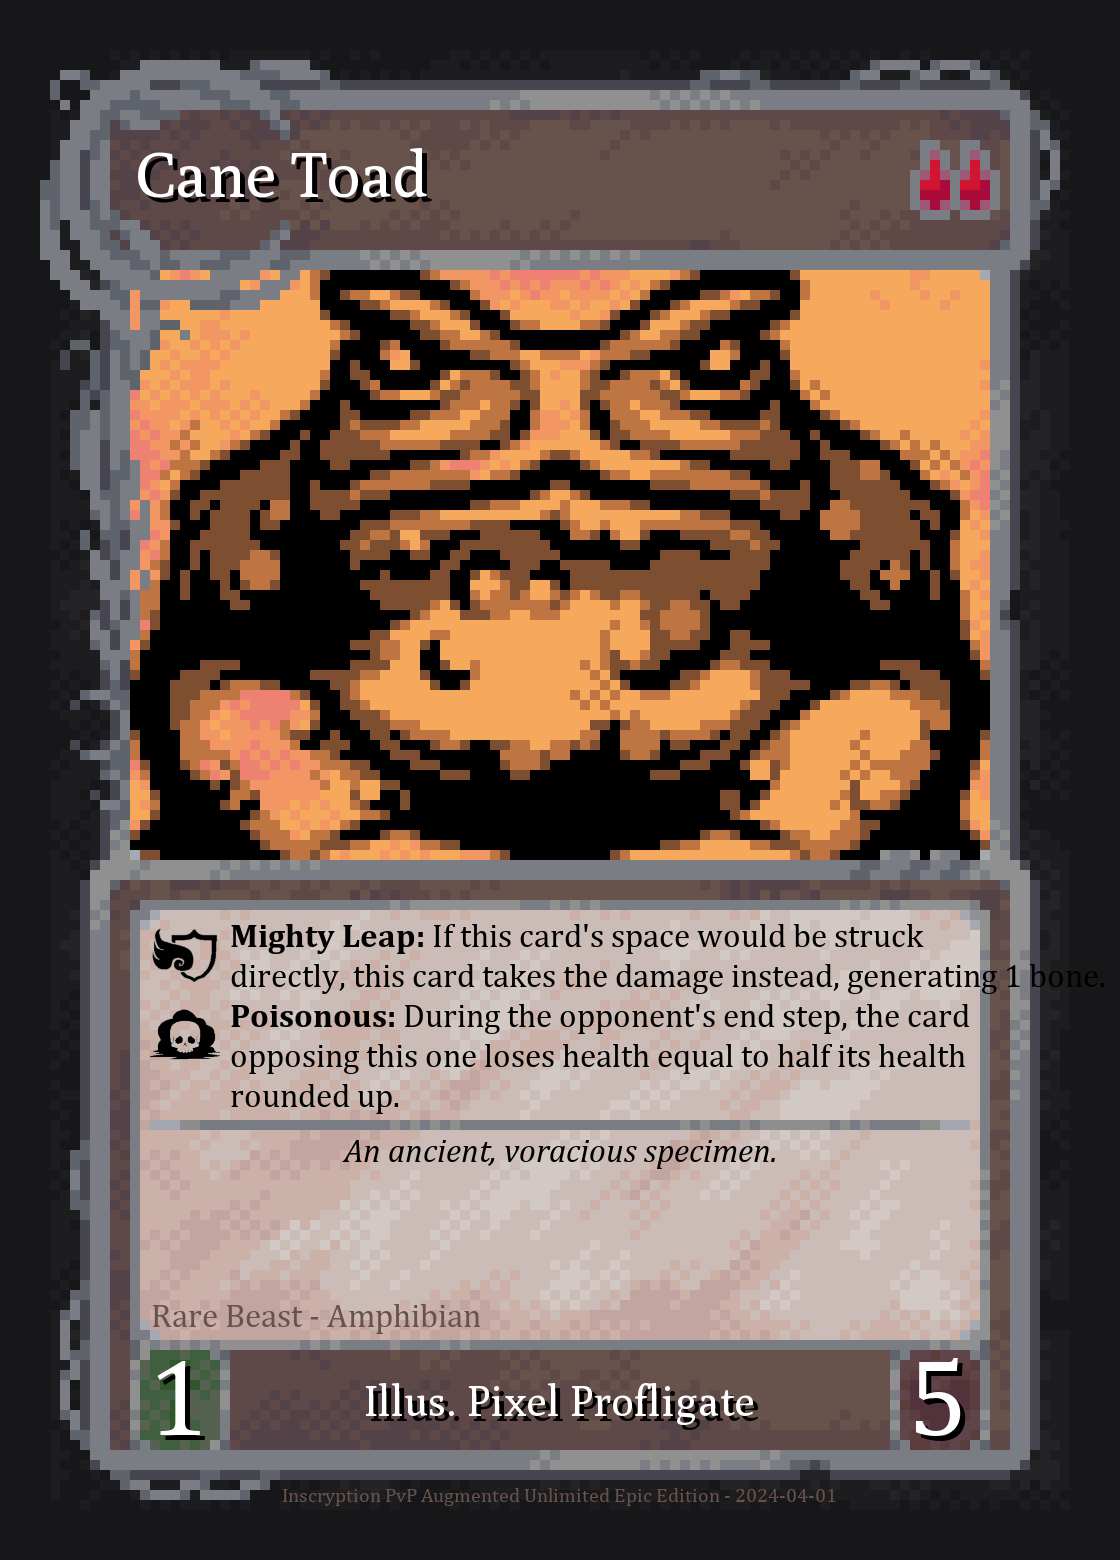 Cane Toad
Mighty Leap: If this card's space would be struck
directly, this card takes the damage instead, generating 1 bone.
Poisonous: During the opponent's end step, the card
opposing this one loses health equal to half its health
rounded up.
An ancient, voracious specimen.
Rare Beast - Amphibian
1
Illus. Pixel Profligate
5
Inscryption PvP Augmented Unlimited Epic Edition - 2024-04-01